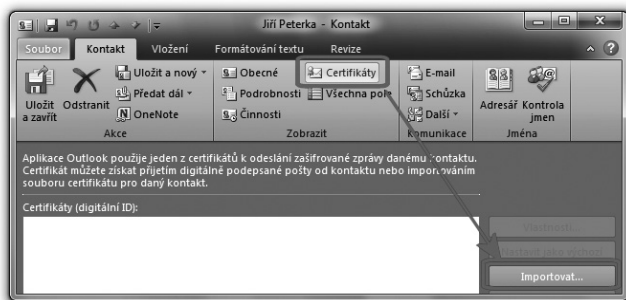 Jiří Peterka - Kontakt
Soubor Kontakt Vložení Formátování textu Revize
Uložit a zavřít
Odstranit
Uložit a nový
Předat dál
OneNote
Akce
Obecné
Podrobnosti
Činnosti
Certifikáty
Všechna pole
Zobrazit
E-mail
Schůzka
Další
Komunikace
Adresář
Kontrola jmen
Jména
Aplikace Outlook použije jeden z certifikátů k odeslání zašifrované zprávy danému kontaktu.
Certifikát můžete získat přijetím digitálně podepsané pošty od kontaktu nebo importováním
souboru certifikátu pro daný kontakt.
Certifikáty (digitální ID):
Vlastnosti...
Nastavit jako výchozí
Importovat...